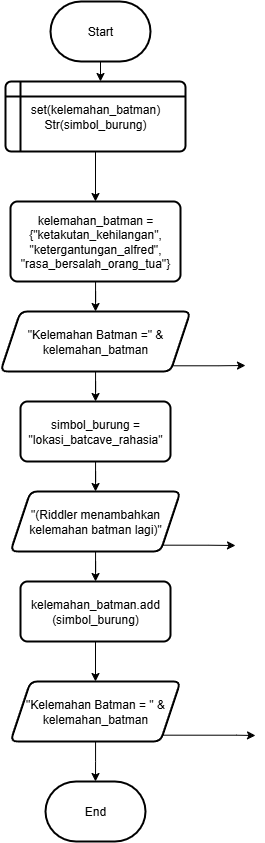 Start
set(kelemahan_batman)
Str(simbol_burung)
kelemahan_batman =
{"ketakutan_kehilangan",
"ketergantungan_alfred",
"rasa_bersalah_orang_tua"}
"Kelemahan Batman =" &
kelemahan_batman
simbol_burung =
"lokasi_batcave_rahasia"
"(Riddler menambahkan
kelemahan batman lagi)"
kelemahan_batman.add
(simbol_burung)
"Kelemahan Batman = " &
kelemahan_batman
End